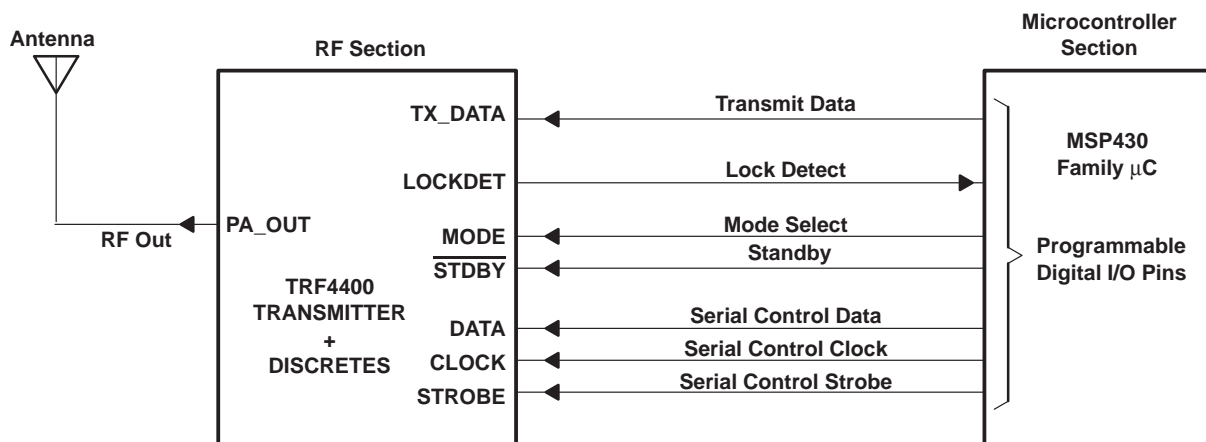 Antenna
RF Section
Microcontroller
Section
TX_DATA
Transmit Data
MSP430
Family μC
LOCKDET
Lock Detect
PA_OUT
RF Out
MODE
Mode Select
STDBY
Standby
Programmable
Digital I/O Pins
TRF4400
TRANSMITTER
+
DISCRETES
DATA
Serial Control Data
CLOCK
Serial Control Clock
STROBE
Serial Control Strobe